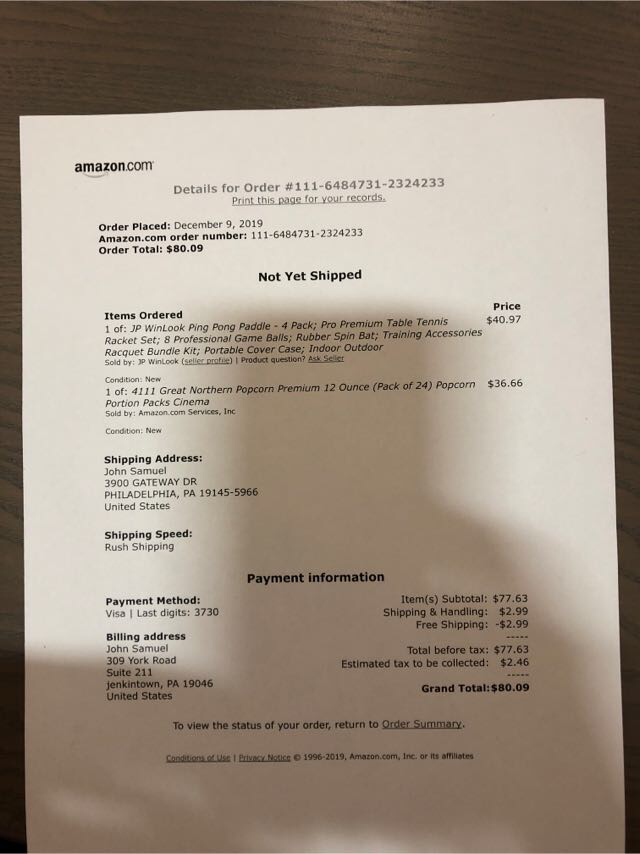 amazon.com
Details for Order #111-6484731-2324233
Print this page for your records.
Order Placed: December 9, 2019
Amazon.com order number: 111-6484731-2324233
Order Total: $80.09
Not Yet Shipped
Items Ordered Price
1 of: JP WinLook Ping Pong Paddle - 4 Pack; Pro Premium Table Tennis $40.97
Racket Set; 8 Professional Game Balls; Rubber Spin Bat; Training Accessories
Racquet Bundle Kit; Portable Cover Case; Indoor Outdoor
Sold by: JP WinLook (seller profile) | Product question? Ask Seller
Condition: New
1 of: 4111 Great Northern Popcorn Premium 12 Ounce (Pack of 24) Popcorn $36.66
Portion Packs Cinema
Sold by: Amazon.com Services, Inc
Condition: New
Shipping Address:
John Samuel
3900 GATEWAY DR
PHILADELPHIA, PA 19145-5966
United States
Shipping Speed:
Rush Shipping
Payment information
Payment Method:
Visa | Last digits: 3730
Billing address
John Samuel
309 York Road
Suite 211
jenkintown, PA 19046
United States
Item(s) Subtotal: $77.63
Shipping & Handling: $2.99
Free Shipping: -$2.99
-----
Total before tax: $77.63
Estimated tax to be collected: $2.46
-----
Grand Total:$80.09
To view the status of your order, return to Order Summary.
Conditions of Use | Privacy Notice © 1996-2019, Amazon.com, Inc. or its affiliates